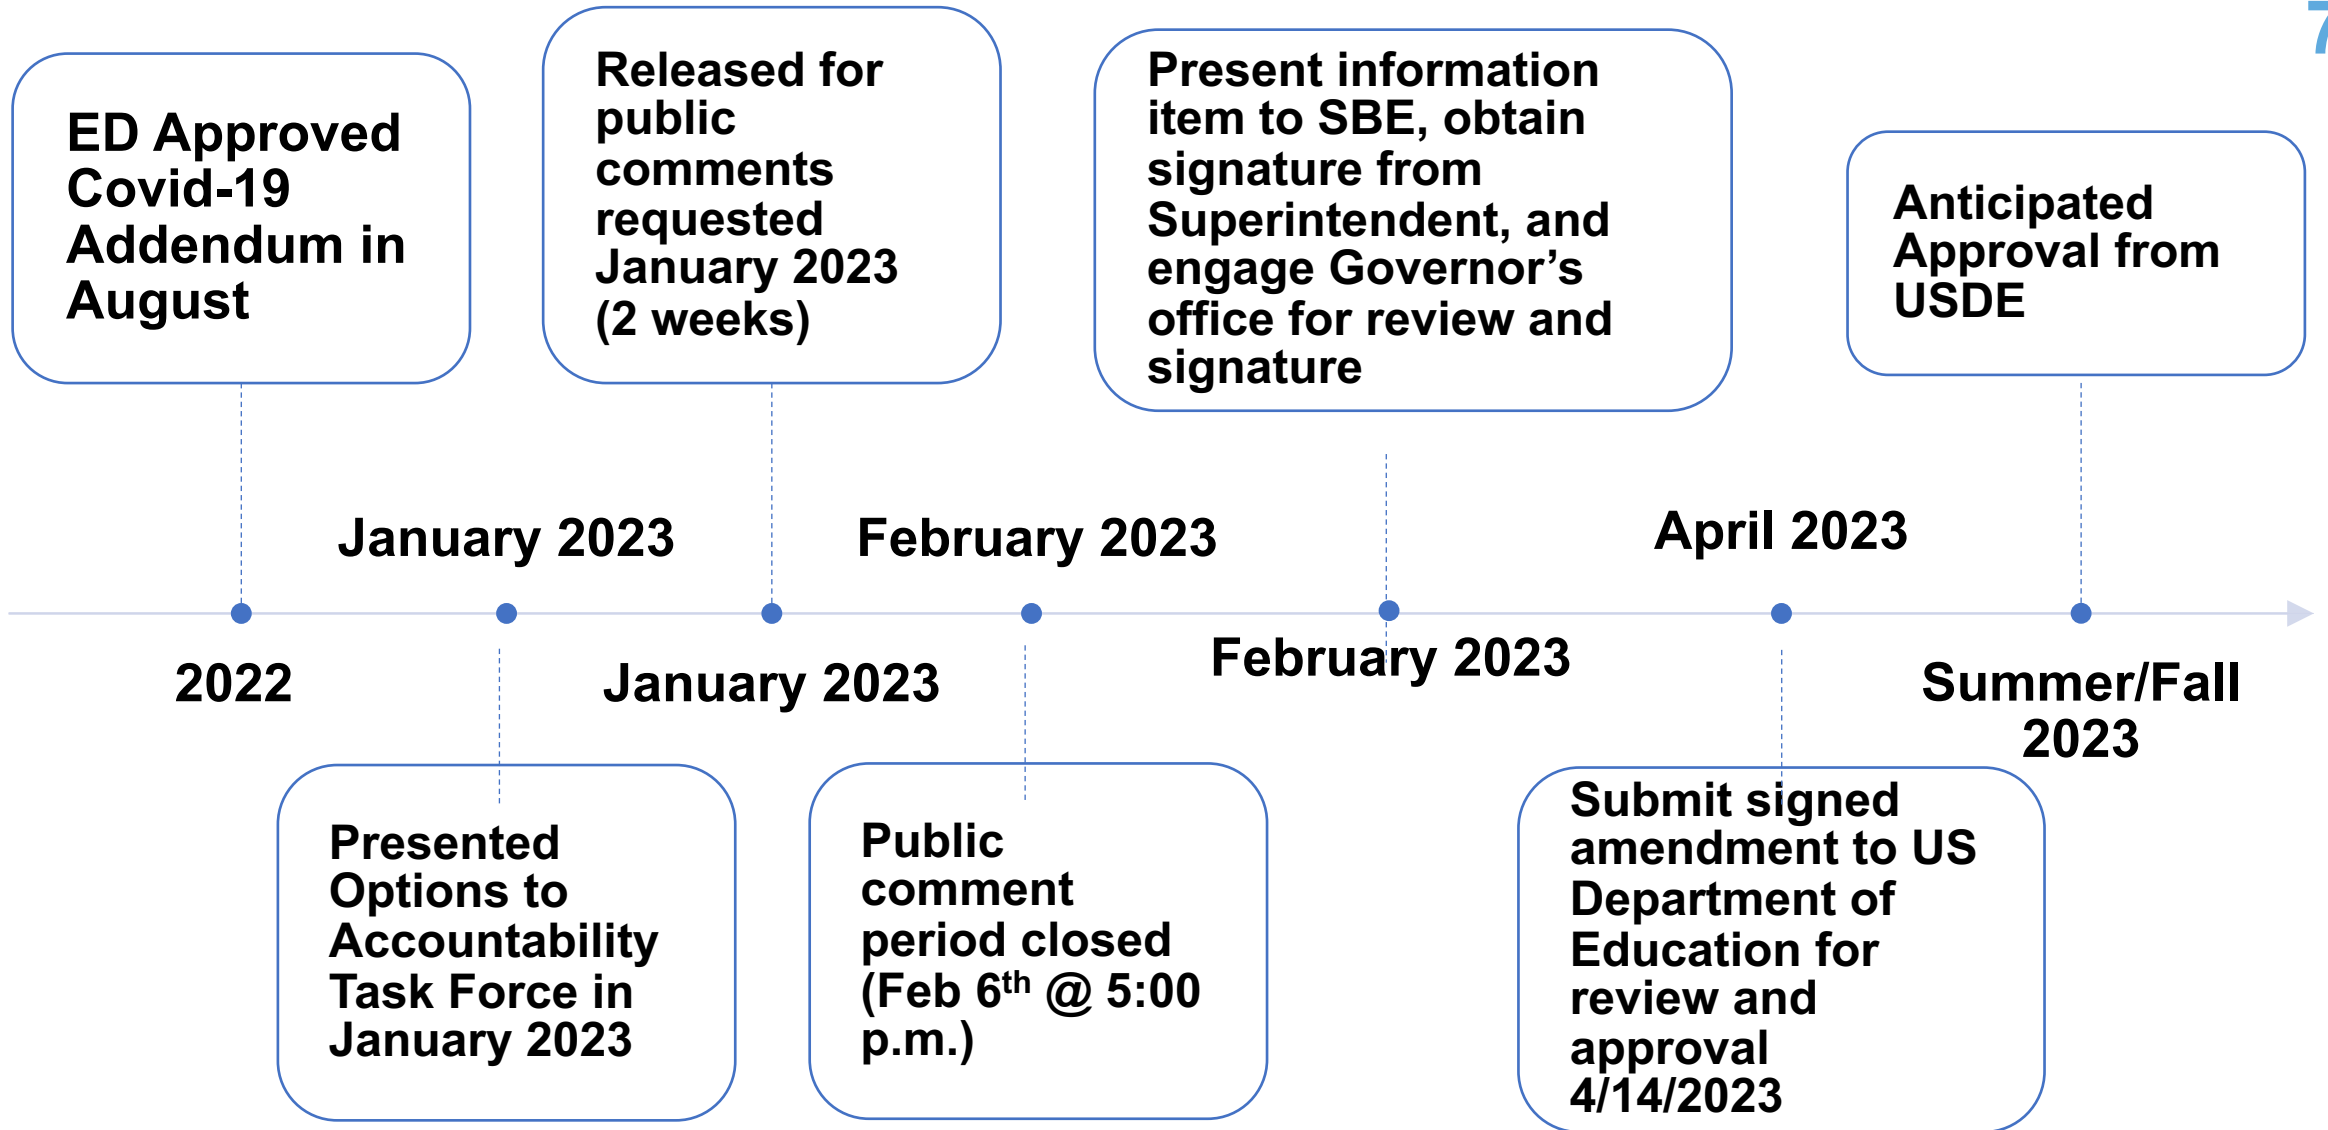 7
ED Approved
Covid-19
Addendum in
August
Released for
public
comments
requested
January 2023
(2 weeks)
Present information
item to SBE, obtain
signature from
Superintendent, and
engage Governor’s
office for review and
signature
Anticipated
Approval from
USDE
January 2023
February 2023
April 2023
2022
January 2023
February 2023
Summer/Fall
2023
Presented
Options to
Accountability
Task Force in
January 2023
Public
comment
period closed
(Feb 6th @ 5:00
p.m.)
Submit signed
amendment to US
Department of
Education for
review and
approval
4/14/2023